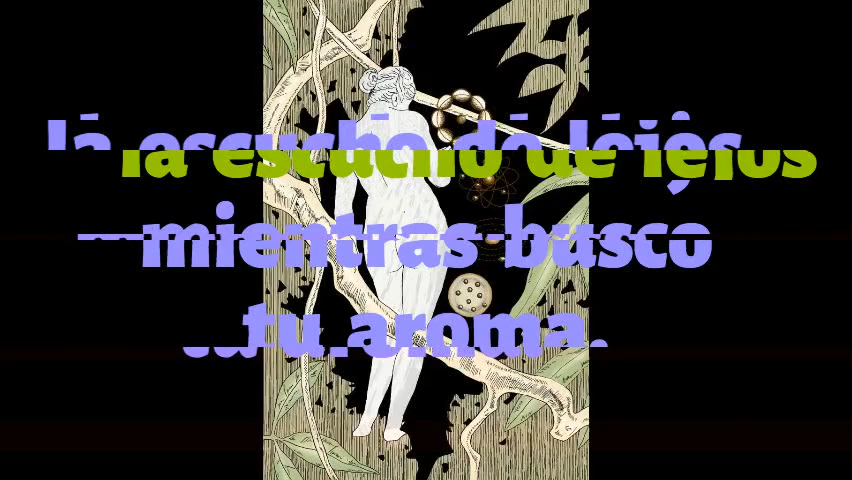 la escucho de lejos
mientras busco
tu aroma.